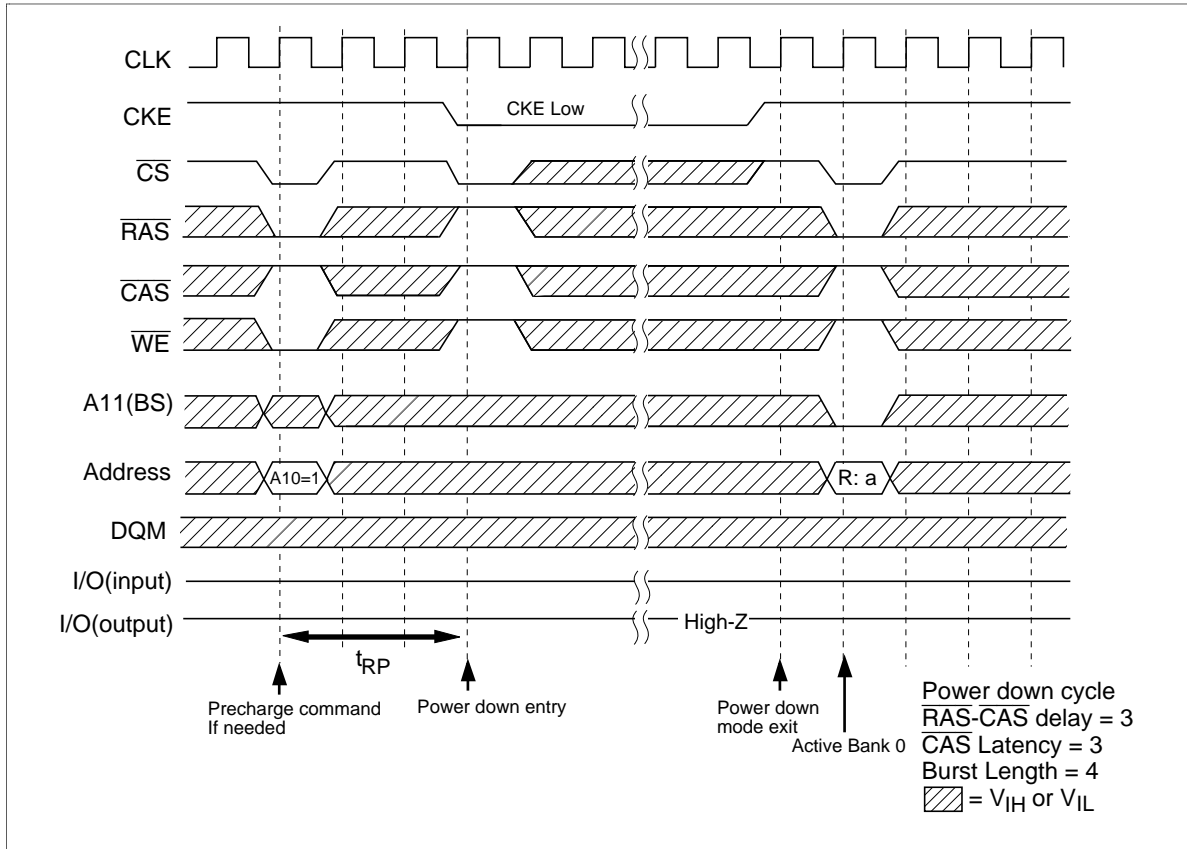 CLK
CKE
CKE Low
CS
RAS
CAS
WE
A11(BS)
Address
A10=1
R: a
DQM
I/O(input)
I/O(output)
High-Z
tRP
Precharge command
If needed
Power down entry
Power down
mode exit
Active Bank 0
Power down cycle
RAS-CAS delay = 3
CAS Latency = 3
Burst Length = 4
= VIH or VIL